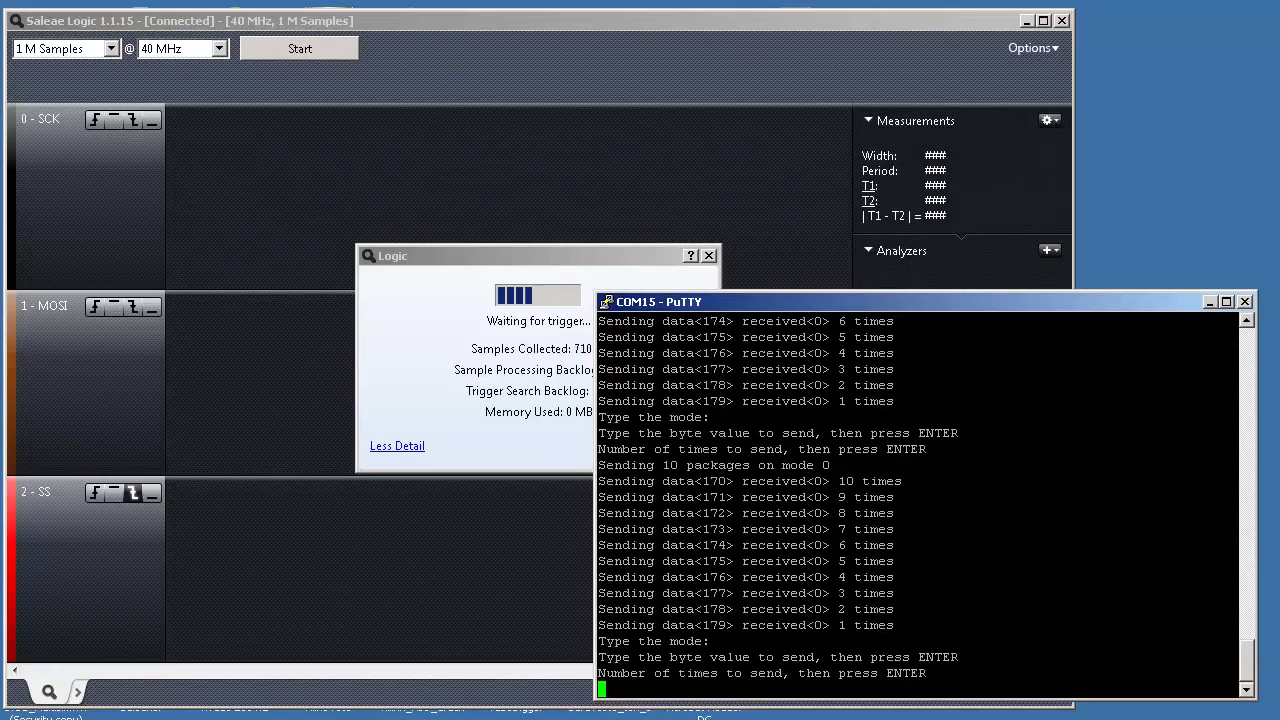 Saleae Logic 1.1.15 - [Connected] - [40 MHz, 1 M Samples]
1 M Samples @ 40 MHz Start Options
0 - SCK
Measurements
Width: ###
Period: ###
T1: ###
T2: ###
| T1 - T2 | = ###
Analyzers
1 - MOSI
2 - SS
Logic
Waiting for trigger...
Samples Collected: 710
Sample Processing Backlo
Trigger Search Backlog:
Memory Used: 0 MB
Less Detail
COM15 - PuTTY
Sending data<174> received<0> 6 times
Sending data<175> received<0> 5 times
Sending data<176> received<0> 4 times
Sending data<177> received<0> 3 times
Sending data<178> received<0> 2 times
Sending data<179> received<0> 1 times
Type the mode:
Type the byte value to send, then press ENTER
Number of times to send, then press ENTER
Sending 10 packages on mode 0
Sending data<170> received<0> 10 times
Sending data<171> received<0> 9 times
Sending data<172> received<0> 8 times
Sending data<173> received<0> 7 times
Sending data<174> received<0> 6 times
Sending data<175> received<0> 5 times
Sending data<176> received<0> 4 times
Sending data<177> received<0> 3 times
Sending data<178> received<0> 2 times
Sending data<179> received<0> 1 times
Type the mode:
Type the byte value to send, then press ENTER
Number of times to send, then press ENTER